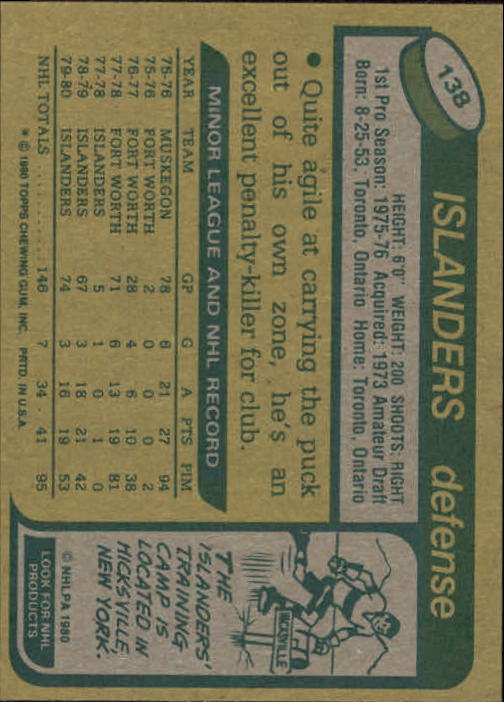 138
ISLANDERS defense
HEIGHT: 6'0" WEIGHT: 200 SHOOTS: RIGHT
1st Pro Season: 1975-76 Acquired: 1973 Amateur Draft
Born: 8-25-53, Toronto, Ontario Home: Toronto, Ontario
• Quite agile at carrying the puck
out of his own zone, he's an
excellent penalty-killer for club.
MINOR LEAGUE AND NHL RECORD
YEAR TEAM GP G A PTS PIM
75-76 MUSKEGON 78 6 21 27 94
75-76 FORT WORTH 2 0 0 0 2
76-77 FORT WORTH 28 4 6 10 38
77-78 FORT WORTH 71 6 13 19 81
77-78 ISLANDERS 5 1 0 1 0
78-79 ISLANDERS 67 3 18 21 42
79-80 ISLANDERS 74 3 16 19 53
NHL TOTALS .......... 146 7 34 41 95
* © 1980 TOPPS CHEWING GUM, INC. PRTD IN U.S.A.
HICKSVILLE
THE
ISLANDERS'
TRAINING
CAMP IS
LOCATED IN
HICKSVILLE,
NEW YORK.
© NHLPA 1980
LOOK FOR NHL
PRODUCTS